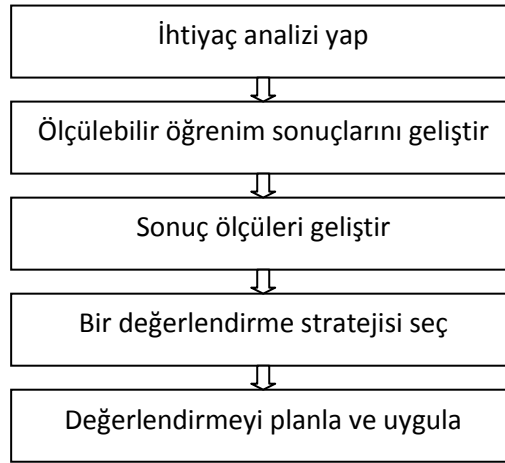 İhtiyaç analizi yap
Ölçülebilir öğrenim sonuçlarını geliştir
Sonuç ölçüleri geliştir
Bir değerlendirme stratejisi seç
Değerlendirmeyi planla ve uygula